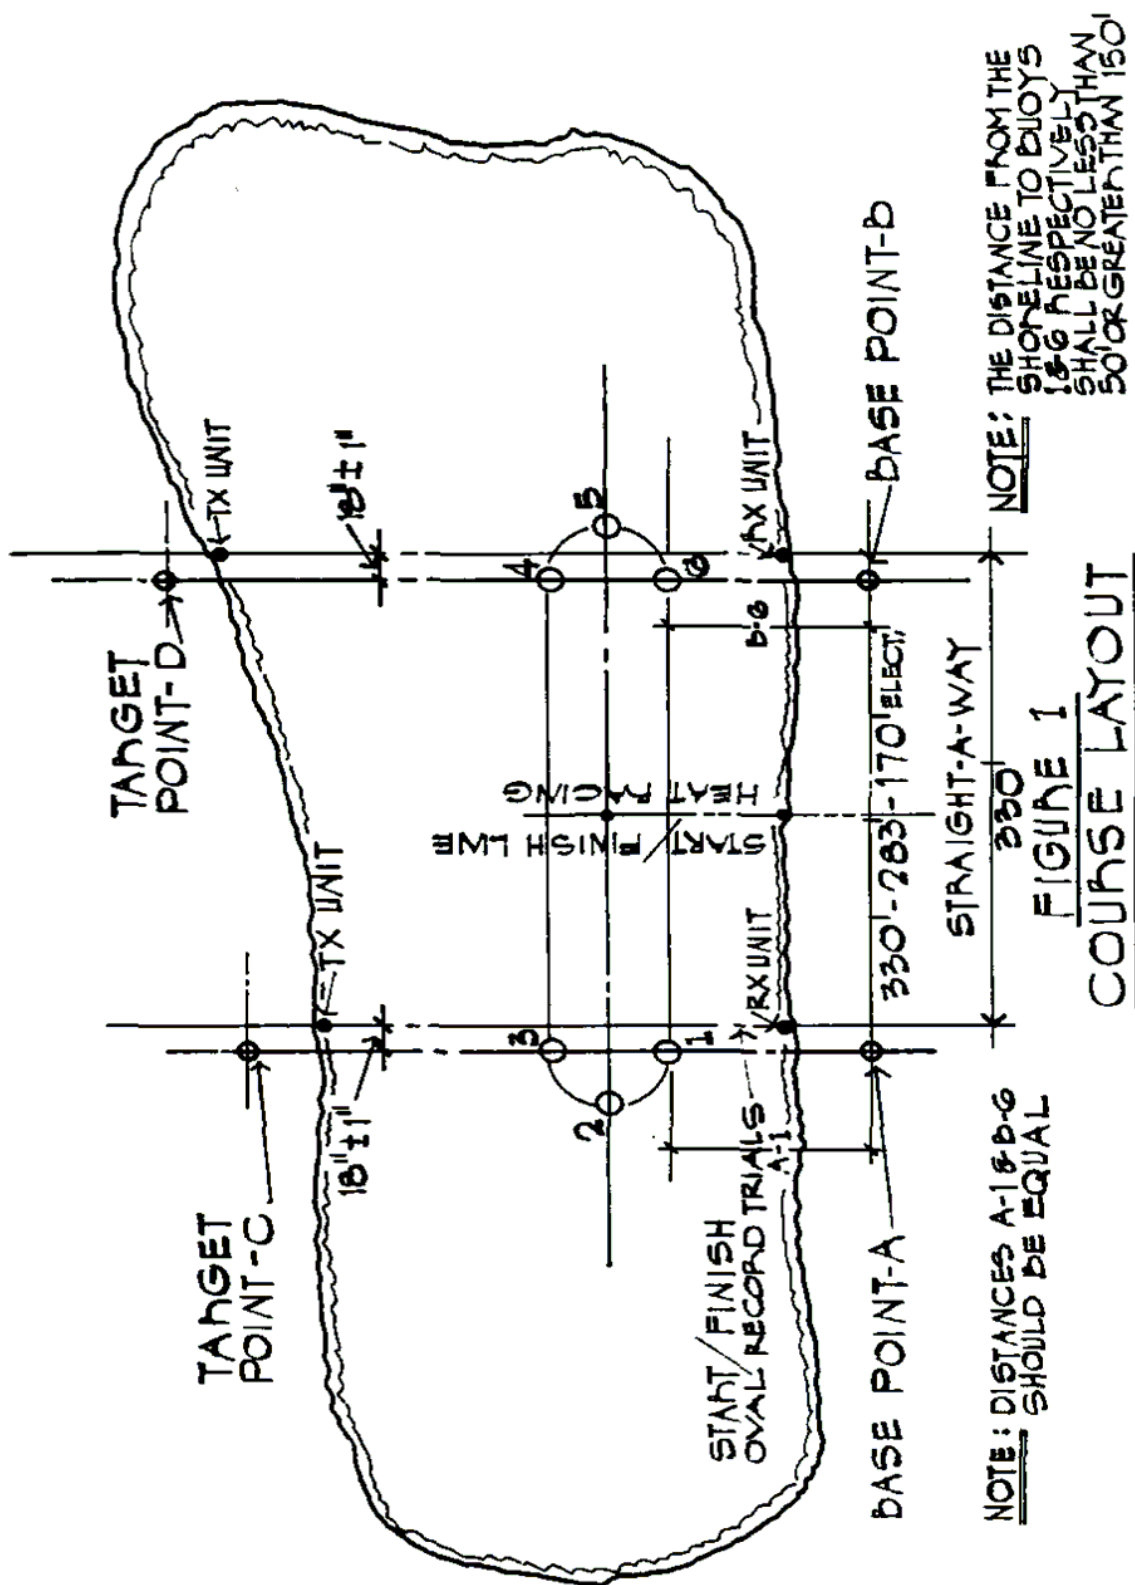 TARGET
POINT-C
TARGET
POINT-D
TX UNIT
TX UNIT
18"±1"
18"±1"
3
4
2
5
1
6
START/FINISH LINE
HEAT RACING
START/FINISH
OVAL RECORD TRIALS
RX UNIT
RX UNIT
A-1
B-6
330'-283'-170' ELECT.
BASE POINT-A
BASE POINT-B
STRAIGHT-A-WAY
330'
NOTE: DISTANCES A-1 & B-6
SHOULD BE EQUAL
FIGURE 1
COURSE LAYOUT
NOTE: THE DISTANCE FROM THE
SHORELINE TO BUOYS
1 & 6 RESPECTIVELY
SHALL BE NO LESS THAN
50' OR GREATER THAN 150'